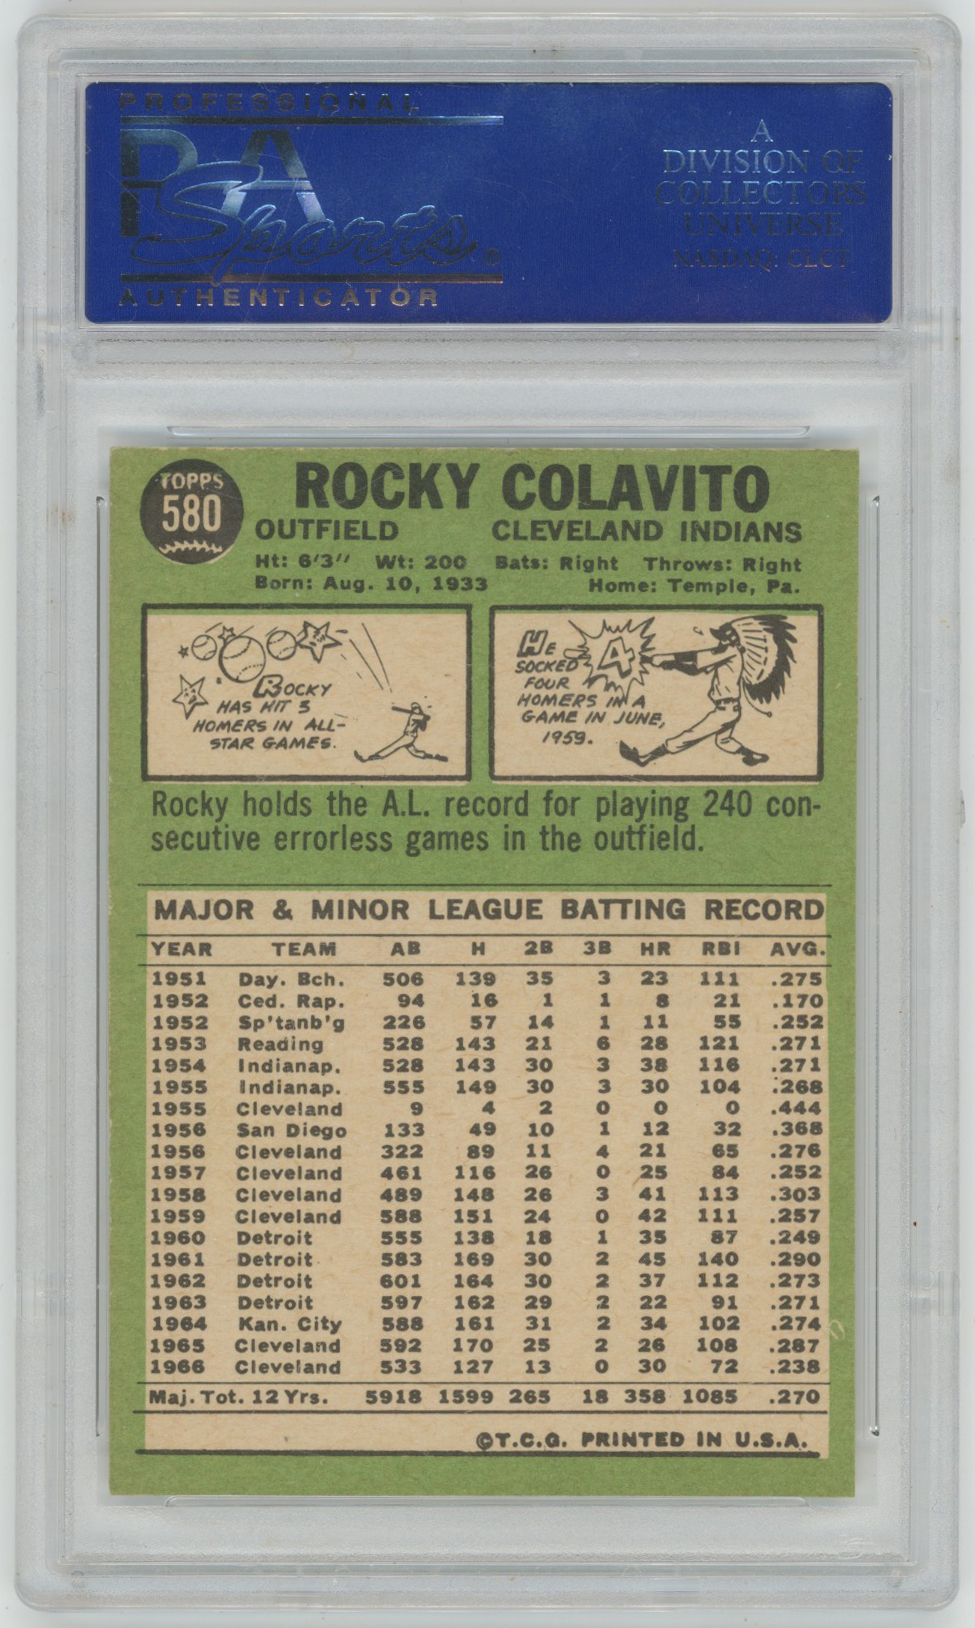 PROFESSIONAL
PSA
Sports®
AUTHENTICATOR
A
DIVISION OF
COLLECTORS
UNIVERSE
NASDAQ: CLCT
TOPPS
580
ROCKY COLAVITO
OUTFIELD CLEVELAND INDIANS
Ht: 6'3'' Wt: 200 Bats: Right Throws: Right
Born: Aug. 10, 1933 Home: Temple, Pa.
ROCKY
HAS HIT 3
HOMERS IN ALL-
STAR GAMES.
HE
SOCKED
FOUR
HOMERS IN A
GAME IN JUNE,
1959.
4
Rocky holds the A.L. record for playing 240 con-
secutive errorless games in the outfield.
MAJOR & MINOR LEAGUE BATTING RECORD
YEAR TEAM AB H 2B 3B HR RBI AVG.
1951 Day. Bch. 506 139 35 3 23 111 .275
1952 Ced. Rap. 94 16 1 1 8 21 .170
1952 Sp'tanb'g 226 57 14 1 11 55 .252
1953 Reading 528 143 21 6 28 121 .271
1954 Indianap. 528 143 30 3 38 116 .271
1955 Indianap. 555 149 30 3 30 104 .268
1955 Cleveland 9 4 2 0 0 0 .444
1956 San Diego 133 49 10 1 12 32 .368
1956 Cleveland 322 89 11 4 21 65 .276
1957 Cleveland 461 116 26 0 25 84 .252
1958 Cleveland 489 148 26 3 41 113 .303
1959 Cleveland 588 151 24 0 42 111 .257
1960 Detroit 555 138 18 1 35 87 .249
1961 Detroit 583 169 30 2 45 140 .290
1962 Detroit 601 164 30 2 37 112 .273
1963 Detroit 597 162 29 2 22 91 .271
1964 Kan. City 588 161 31 2 34 102 .274
1965 Cleveland 592 170 25 2 26 108 .287
1966 Cleveland 533 127 13 0 30 72 .238
Maj. Tot. 12 Yrs. 5918 1599 265 18 358 1085 .270
©T.C.G. PRINTED IN U.S.A.